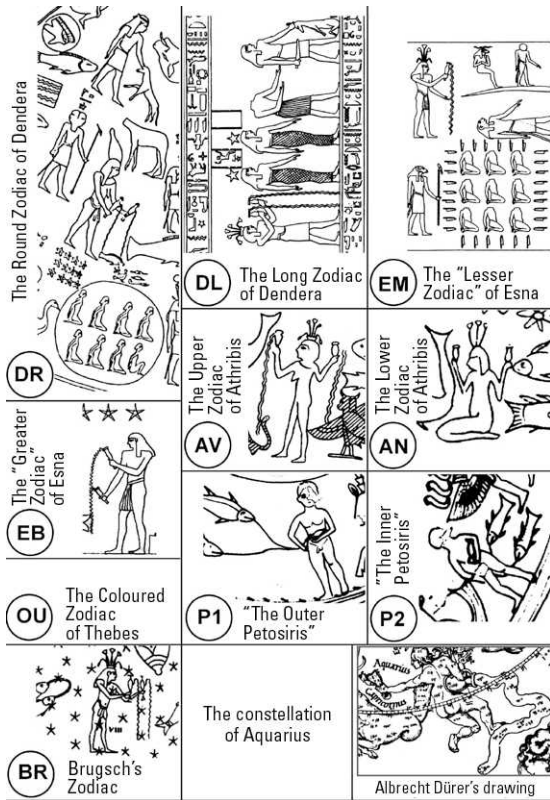 The Round Zodiac of Dendera
DR
DL
The Long Zodiac
of Dendera
EM
The "Lesser
Zodiac" of Esna
The Upper
Zodiac
of Athribis
AV
The Lower
Zodiac
of Athribis
AN
The "Greater
Zodiac"
of Esna
EB
OU
The Coloured
Zodiac
of Thebes
P1
"The Outer
Petosiris"
"The Inner
Petosiris"
P2
VIII
BR
Brugsch's
Zodiac
The constellation
of Aquarius
Aquarius
Capricornus
Albrecht Dürer's drawing